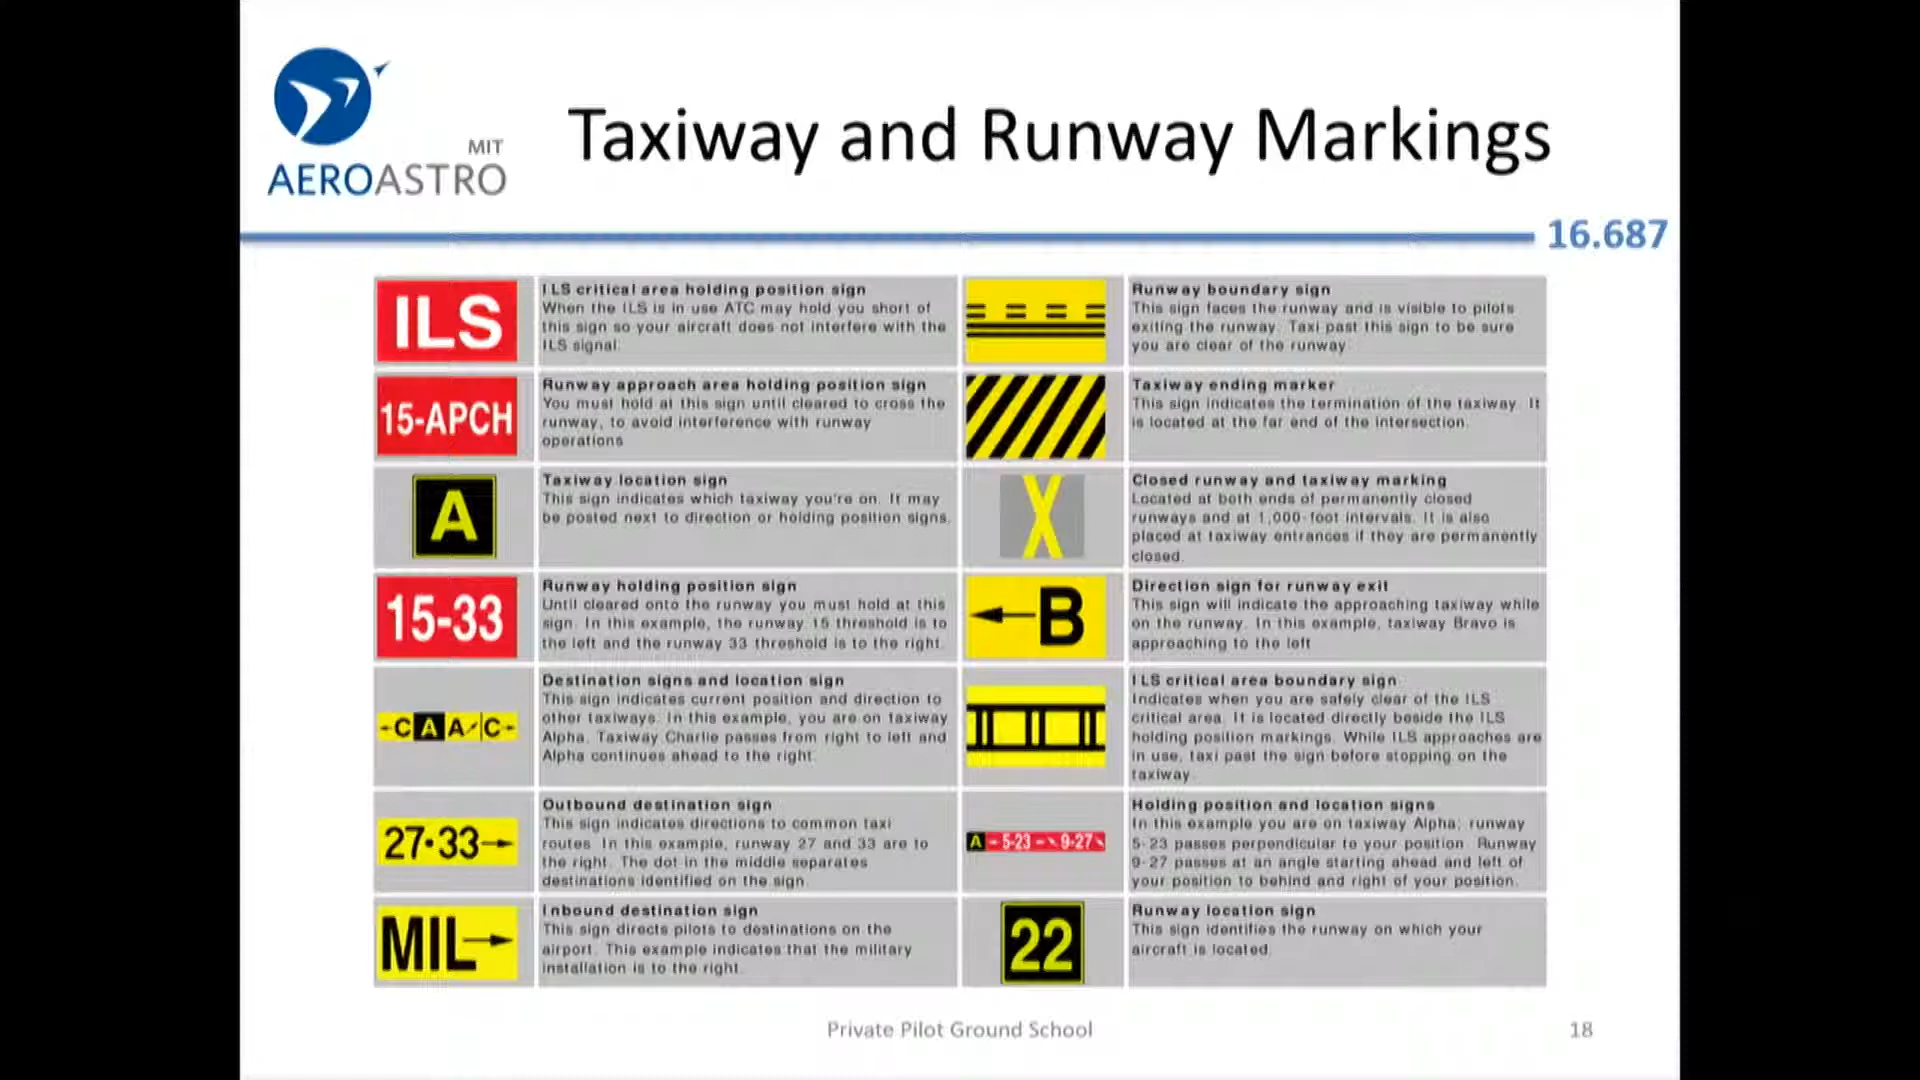 MIT
AEROASTRO
Taxiway and Runway Markings
16.687
ILS
ILS critical area holding position sign
When the ILS is in use ATC may hold you short of
this sign so your aircraft does not interfere with the
ILS signal.
Runway boundary sign
This sign faces the runway and is visible to pilots
exiting the runway. Taxi past this sign to be sure
you are clear of the runway
15-APCH
Runway approach area holding position sign
You must hold at this sign until cleared to cross the
runway, to avoid interference with runway
operations
Taxiway ending marker
This sign indicates the termination of the taxiway. It
is located at the far end of the intersection.
A
Taxiway location sign
This sign indicates which taxiway you're on. It may
be posted next to direction or holding position signs.
X
Closed runway and taxiway marking
Located at both ends of permanently closed
runways and at 1,000-foot intervals. It is also
placed at taxiway entrances if they are permanently
closed.
15-33
Runway holding position sign
Until cleared onto the runway you must hold at this
sign. In this example, the runway 15 threshold is to
the left and the runway 33 threshold is to the right.
←B
Direction sign for runway exit
This sign will indicate the approaching taxiway while
on the runway. In this example, taxiway Bravo is
approaching to the left
C A A C
Destination signs and location sign
This sign indicates current position and direction to
other taxiways. In this example, you are on taxiway
Alpha. Taxiway Charlie passes from right to left and
Alpha continues ahead to the right.
ILS critical area boundary sign
Indicates when you are safely clear of the ILS
critical area. It is located directly beside the ILS
holding position markings. While ILS approaches are
in use, taxi past the sign before stopping on the
taxiway.
27•33→
Outbound destination sign
This sign indicates directions to common taxi
routes. In this example, runway 27 and 33 are to
the right. The dot in the middle separates
destinations identified on the sign.
A 5-23 9-27
Holding position and location signs
In this example you are on taxiway Alpha; runway
5-23 passes perpendicular to your position. Runway
9-27 passes at an angle starting ahead and left of
your position to behind and right of your position.
MIL→
Inbound destination sign
This sign directs pilots to destinations on the
airport. This example indicates that the military
installation is to the right.
22
Runway location sign
This sign identifies the runway on which your
aircraft is located.
Private Pilot Ground School
18